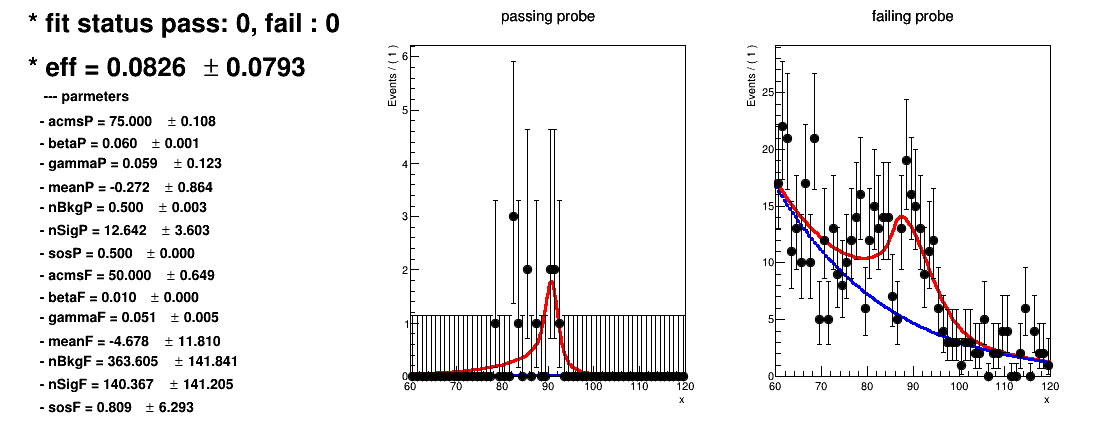 * fit status pass: 0, fail : 0
* eff = 0.0826 ± 0.0793
--- parmeters
- acmsP = 75.000 ± 0.108
- betaP = 0.060 ± 0.001
- gammaP = 0.059 ± 0.123
- meanP = -0.272 ± 0.864
- nBkgP = 0.500 ± 0.003
- nSigP = 12.642 ± 3.603
- sosP = 0.500 ± 0.000
- acmsF = 50.000 ± 0.649
- betaF = 0.010 ± 0.000
- gammaF = 0.051 ± 0.005
- meanF = -4.678 ± 11.810
- nBkgF = 363.605 ± 141.841
- nSigF = 140.367 ± 141.205
- sosF = 0.809 ± 6.293
passing probe
Events / ( 1 )
6
5
4
3
2
1
0
60 70 80 90 100 110 120
x
failing probe
Events / ( 1 )
25
20
15
10
5
0
60 70 80 90 100 110 120
x